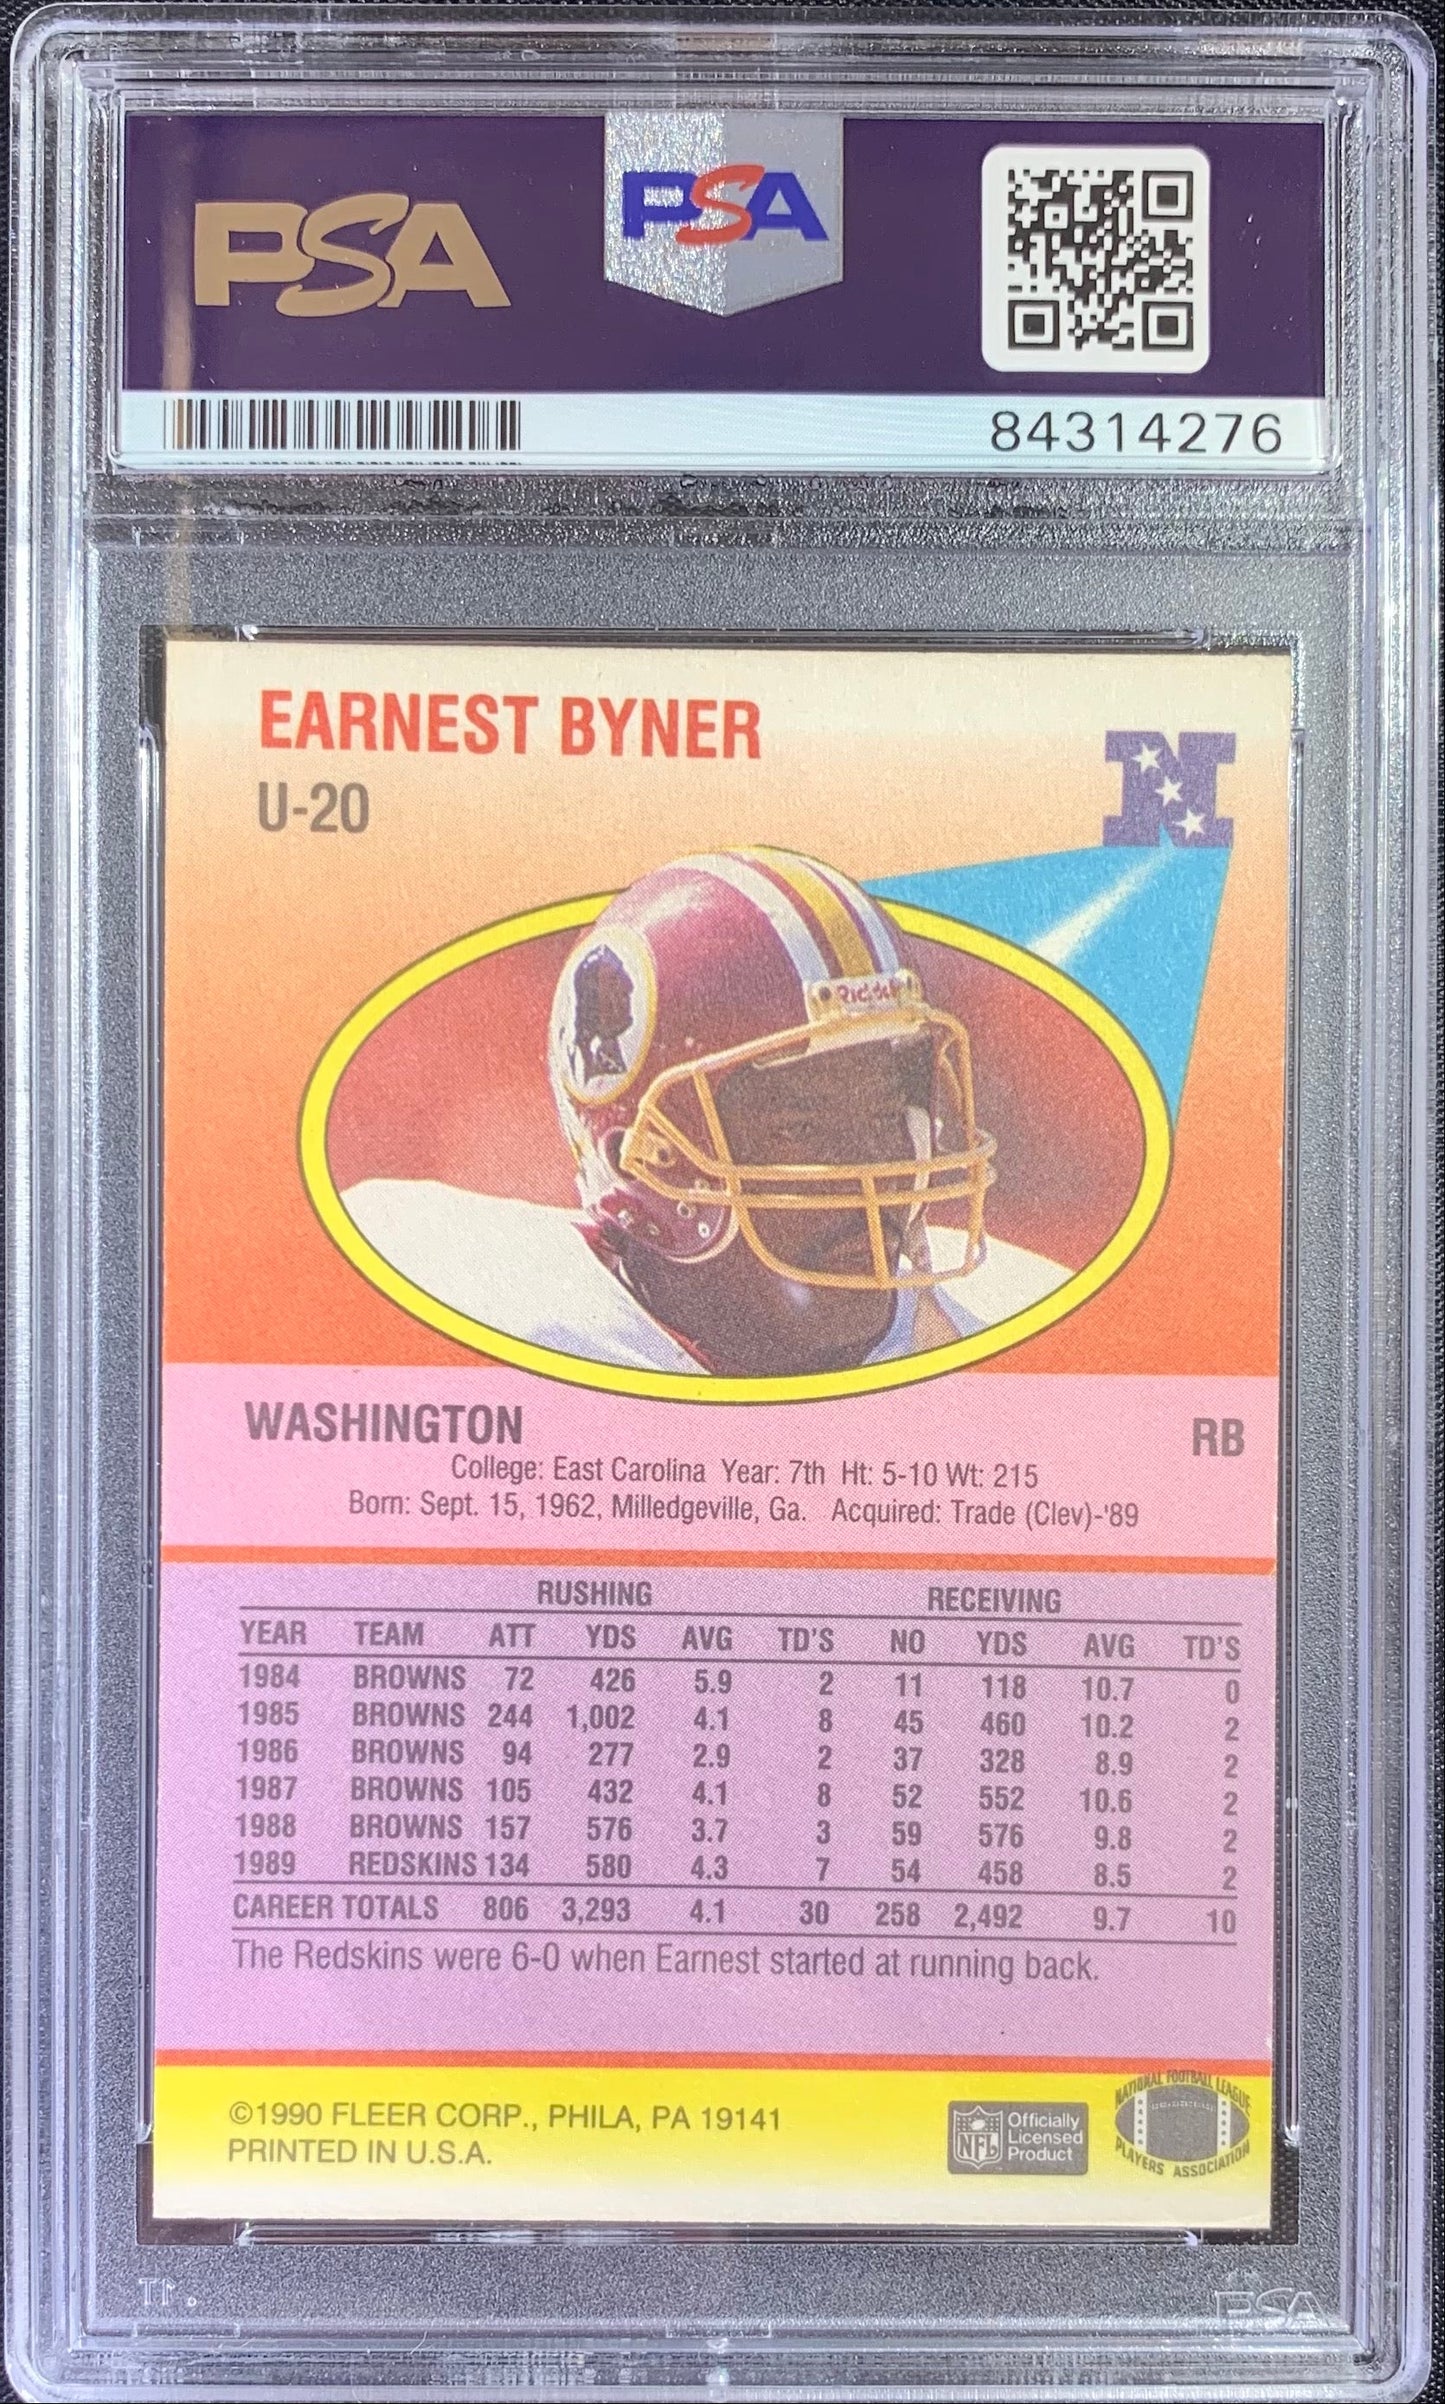 PSA
PSA
84314276
EARNEST BYNER
U-20
Riddell
WASHINGTON RB
College: East Carolina Year: 7th Ht: 5-10 Wt: 215
Born: Sept. 15, 1962, Milledgeville, Ga. Acquired: Trade (Clev)-'89
RUSHING RECEIVING
YEAR TEAM ATT YDS AVG TD'S NO YDS AVG TD'S
1984 BROWNS 72 426 5.9 2 11 118 10.7 0
1985 BROWNS 244 1,002 4.1 8 45 460 10.2 2
1986 BROWNS 94 277 2.9 2 37 328 8.9 2
1987 BROWNS 105 432 4.1 8 52 552 10.6 2
1988 BROWNS 157 576 3.7 3 59 576 9.8 2
1989 REDSKINS 134 580 4.3 7 54 458 8.5 2
CAREER TOTALS 806 3,293 4.1 30 258 2,492 9.7 10
The Redskins were 6-0 when Earnest started at running back.
©1990 FLEER CORP., PHILA, PA 19141
PRINTED IN U.S.A.
NFL
Officially
Licensed
Product
NATIONAL FOOTBALL LEAGUE
PLAYERS ASSOCIATION
PSA